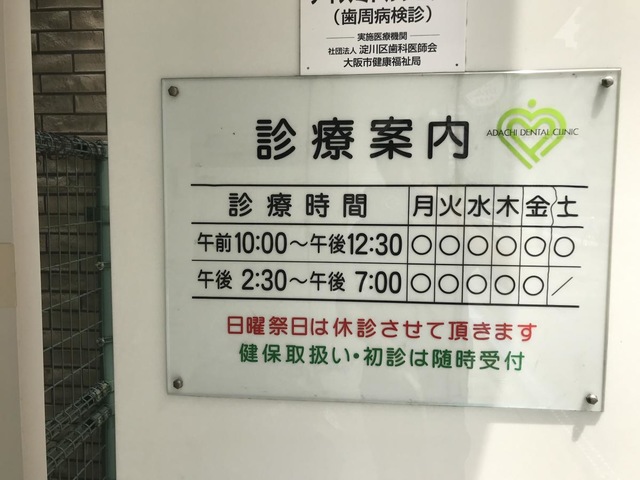 （歯周病検診）
実施医療機関
社団法人 淀川区歯科医師会
大阪市健康福祉局
診療案内
ADACHI DENTAL CLINIC
診療時間 月 火 水 木 金 土
午前10:00～午後12:30 ○ ○ ○ ○ ○ ○
午後 2:30～午後 7:00 ○ ○ ○ ○ ○ ／
日曜祭日は休診させて頂きます
健保取扱い・初診は随時受付